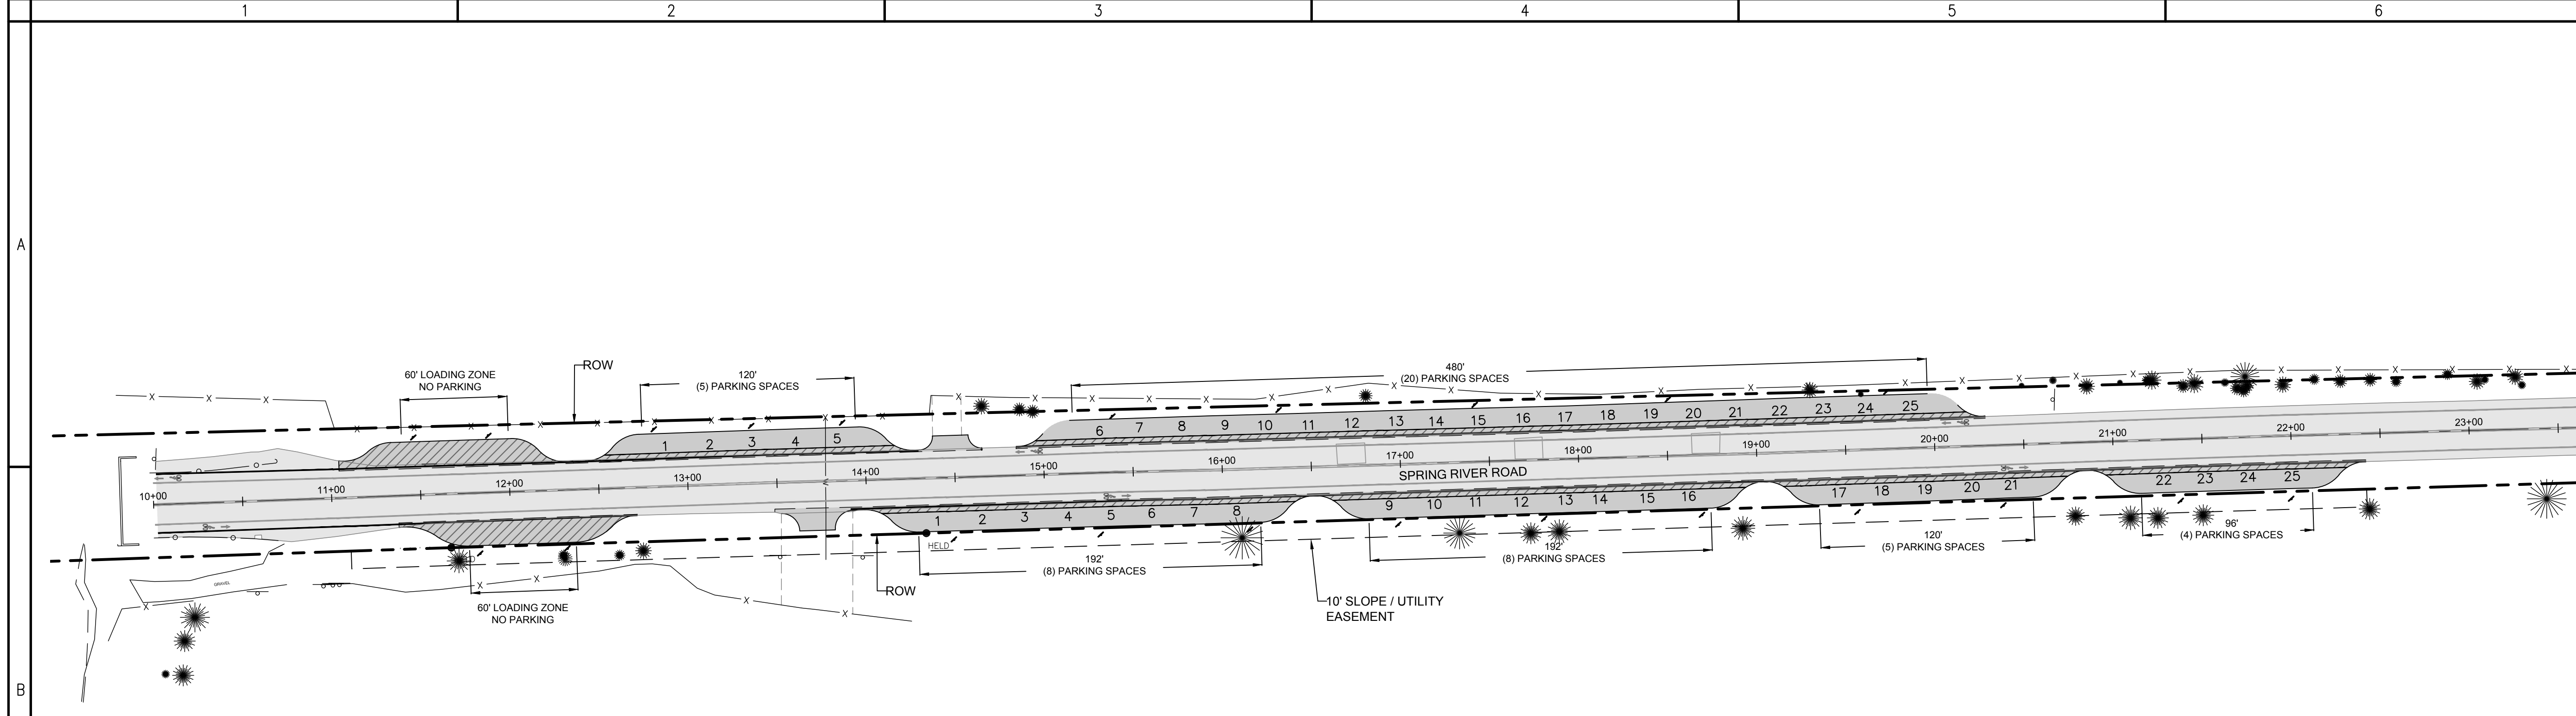 1 2 3 4 5 6
A
480'
(20) PARKING SPACES
ROW
60' LOADING ZONE
NO PARKING
120'
(5) PARKING SPACES
1 2 3 4 5
6 7 8 9 10 11 12 13 14 15 16 17 18 19 20 21 22 23 24 25
10+00 11+00 12+00 13+00 14+00 15+00 16+00 17+00 18+00 19+00 20+00 21+00 22+00 23+00
SPRING RIVER ROAD
1 2 3 4 5 6 7 8
9 10 11 12 13 14 15 16
17 18 19 20 21
22 23 24 25
HELD
192'
(8) PARKING SPACES
192'
(8) PARKING SPACES
120'
(5) PARKING SPACES
96'
(4) PARKING SPACES
GRAVEL
ROW
60' LOADING ZONE
NO PARKING
10' SLOPE / UTILITY
EASEMENT
B